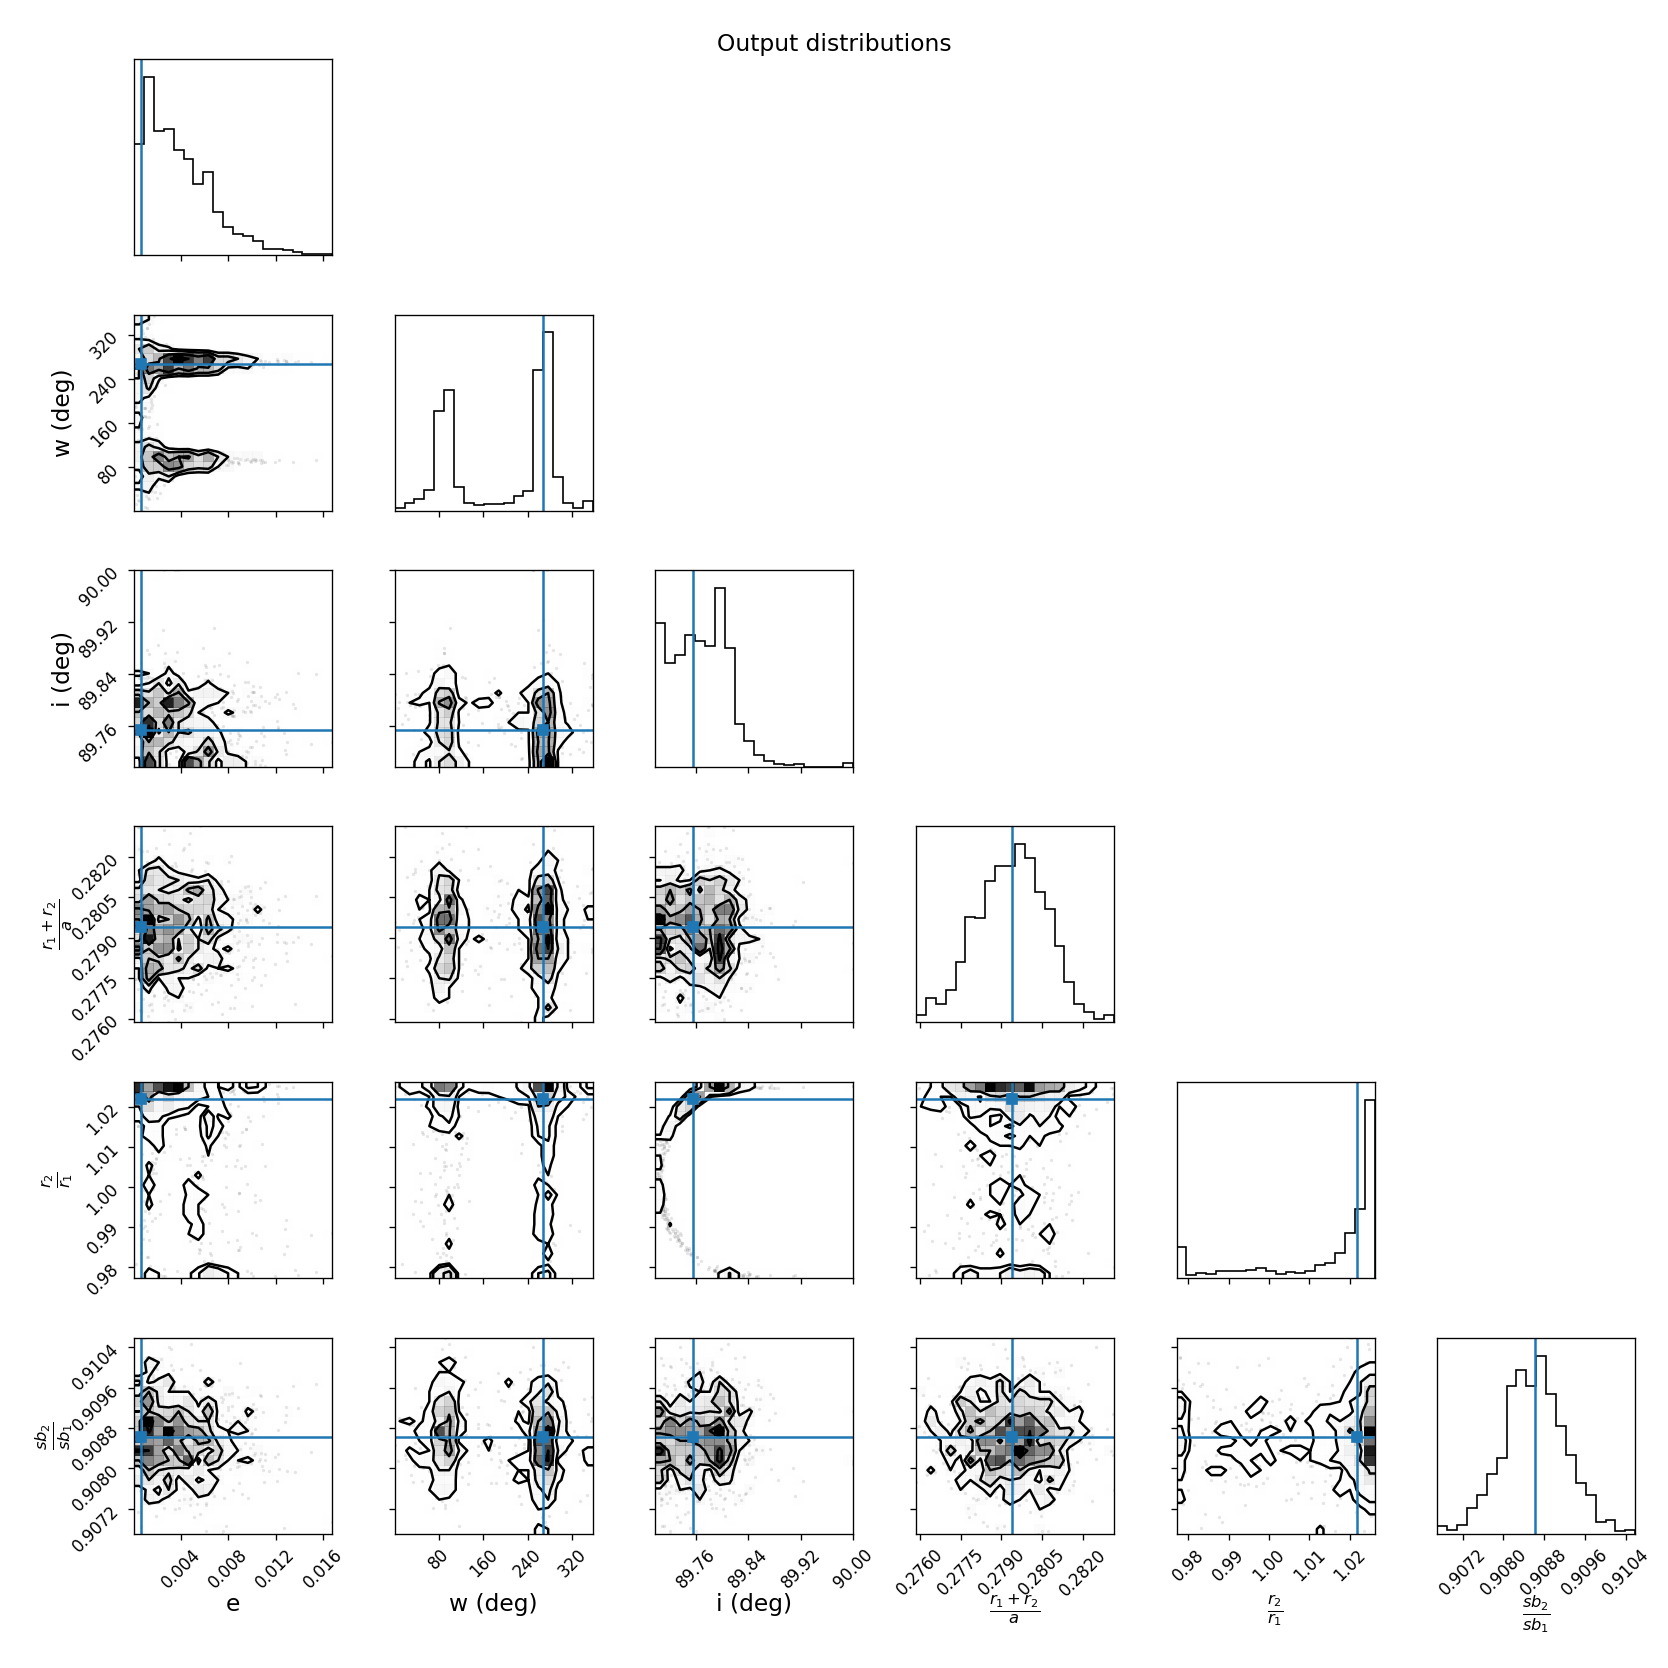 Output distributions
w (deg)
320
240
160
80
i (deg)
90.00
89.92
89.84
89.76
r₁ + r₂
a
0.2820
0.2805
0.2790
0.2775
0.2760
r₂
r₁
1.02
1.01
1.00
0.99
0.98
sb₂
sb₁
0.9104
0.9096
0.9088
0.9080
0.9072
0.004 0.008 0.012 0.016
80 160 240 320
89.76 89.84 89.92 90.00
0.2760 0.2775 0.2790 0.2805 0.2820
0.98 0.99 1.00 1.01 1.02
0.9072 0.9080 0.9088 0.9096 0.9104
e
w (deg)
i (deg)
r₁ + r₂
a
r₂
r₁
sb₂
sb₁